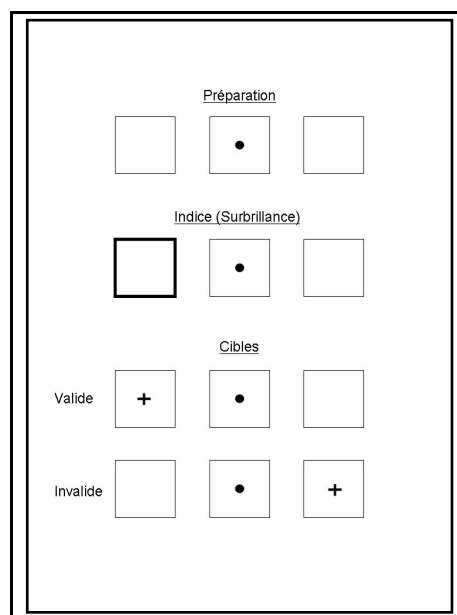 Préparation
Indice (Surbrillance)
Cibles
Valide
Invalide